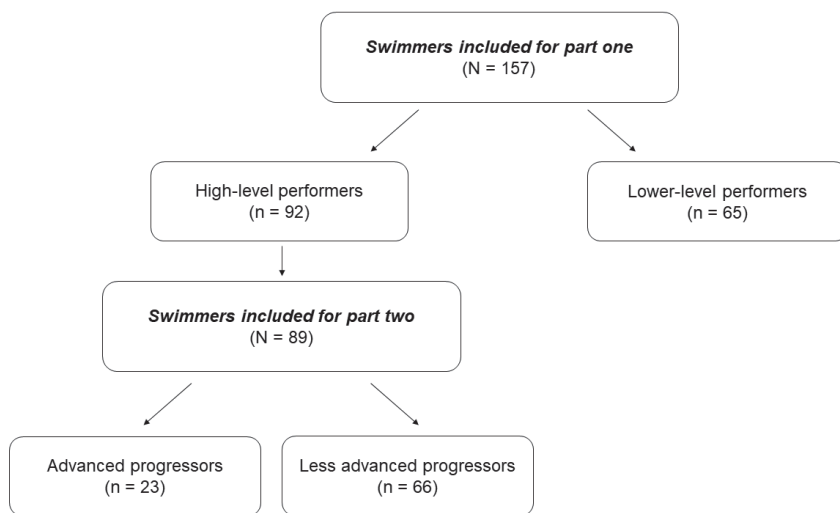 Swimmers included for part one
(N = 157)
High-level performers
(n = 92)
Lower-level performers
(n = 65)
Swimmers included for part two
(N = 89)
Advanced progressors
(n = 23)
Less advanced progressors
(n = 66)